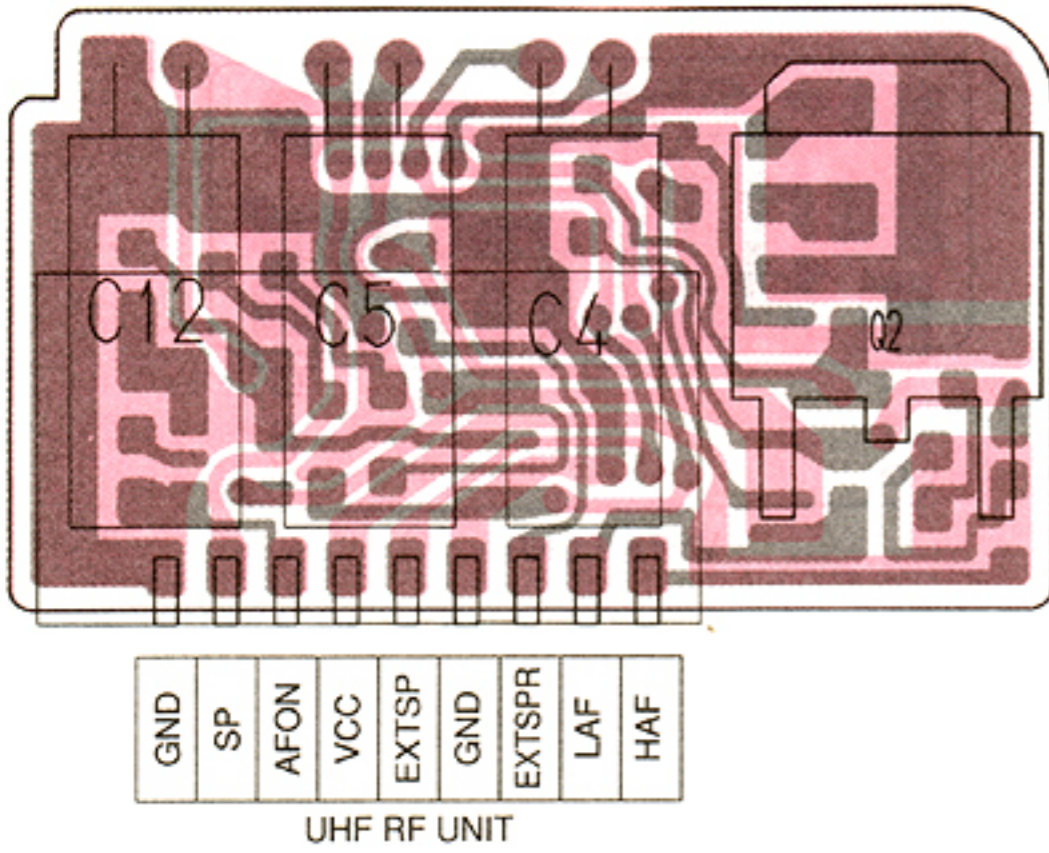 C12 C5 C4 Q2
GND SP AFON VCC EXTSP GND EXTSPR LAF HAF
UHF RF UNIT